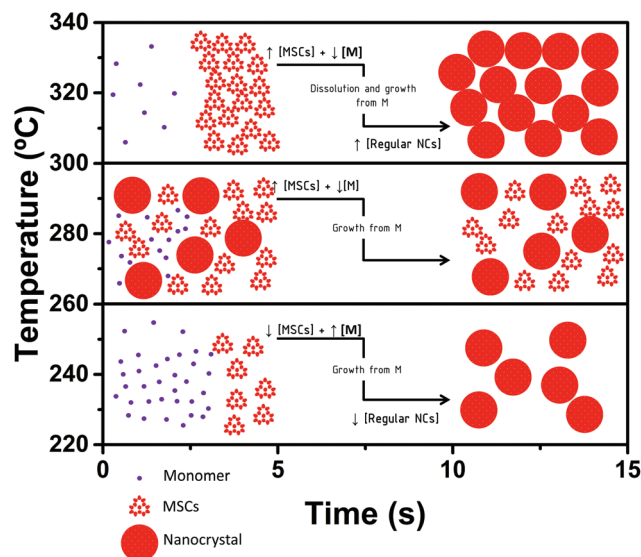 340
↑ [MSCs] + ↓ [M]
Dissolution and growth
from M
↑ [Regular NCs]
320
300
↑ [MSCs] + ↓[M]
Growth from M
280
260
↓ [MSCs] + ↑ [M]
Growth from M
↓ [Regular NCs]
240
220
Temperature (ºC)
0 5 10 15
Time (s)
Monomer
MSCs
Nanocrystal